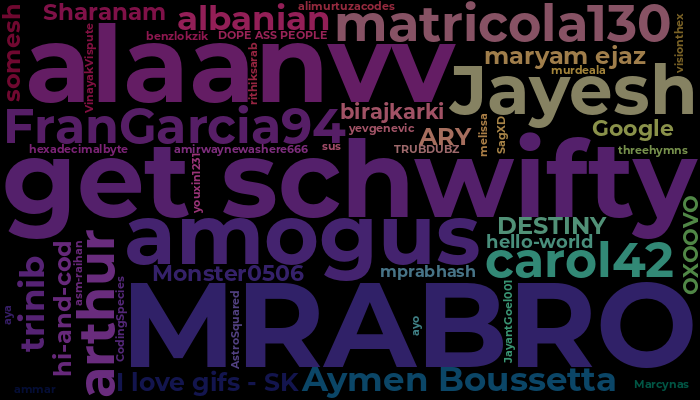 alimurtuzacodes
somesh
Sharanam
albanian
matricola130
benzlokzik
DOPE ASS PEOPLE
visionthex
VinayakVispute
alaanvv
rithiksarab
maryam ejaz
murdeala
Jayesh
FranGarcia94
birajkarki
yevgenevic
ARY
melissa
SagXD
Google
hexadecimalbyte
amirwaynewashere666
sus
TRUBDUBZ
threehymns
youxin1231
get schwifty
OXOOVO
amogus
DESTINY
hello-world
carol42
Monster0506
mprabhash
trinib
hi-and-cod
asm-raihan
arthur
CodingSpecies
aya
AstroSquared
ayo
JayantGoel001
MRABRO
ammar
I love gifs - SK
Aymen Boussetta
Marcynas